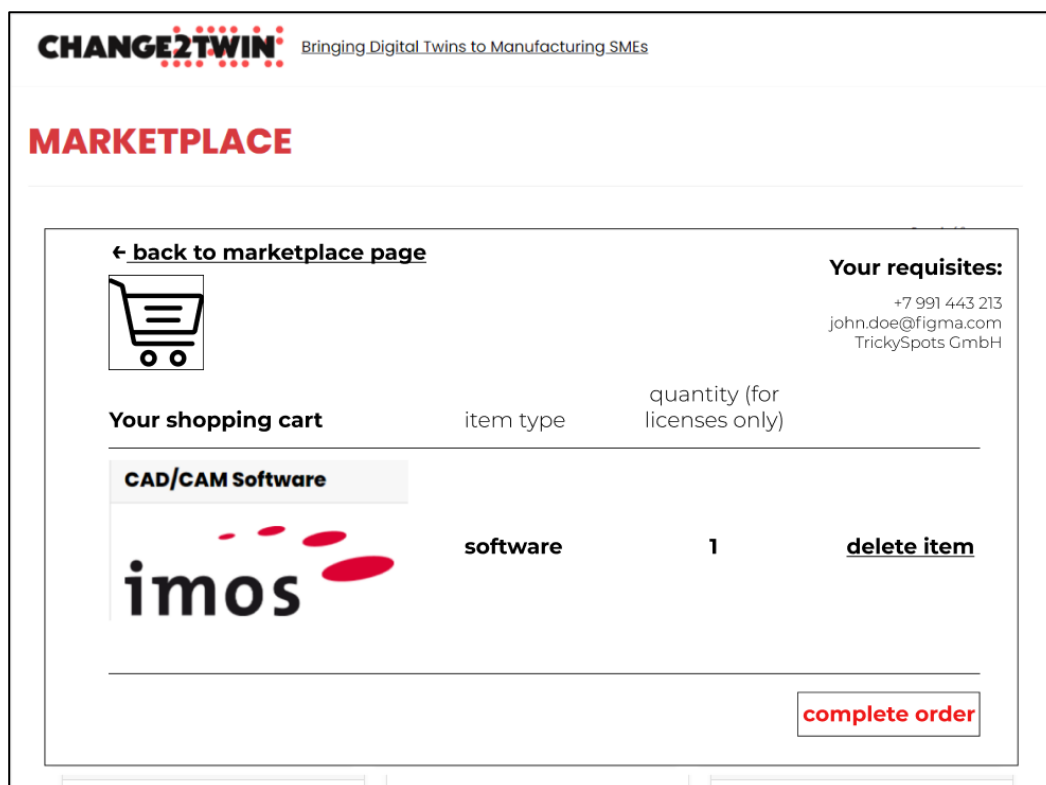 CHANGE2TWIN Bringing Digital Twins to Manufacturing SMEs
MARKETPLACE
← back to marketplace page
Your requisites:
+7 991 443 213
john.doe@figma.com
TrickySpots GmbH
Your shopping cart item type quantity (for
licenses only)
CAD/CAM Software
imos software 1 delete item
complete order